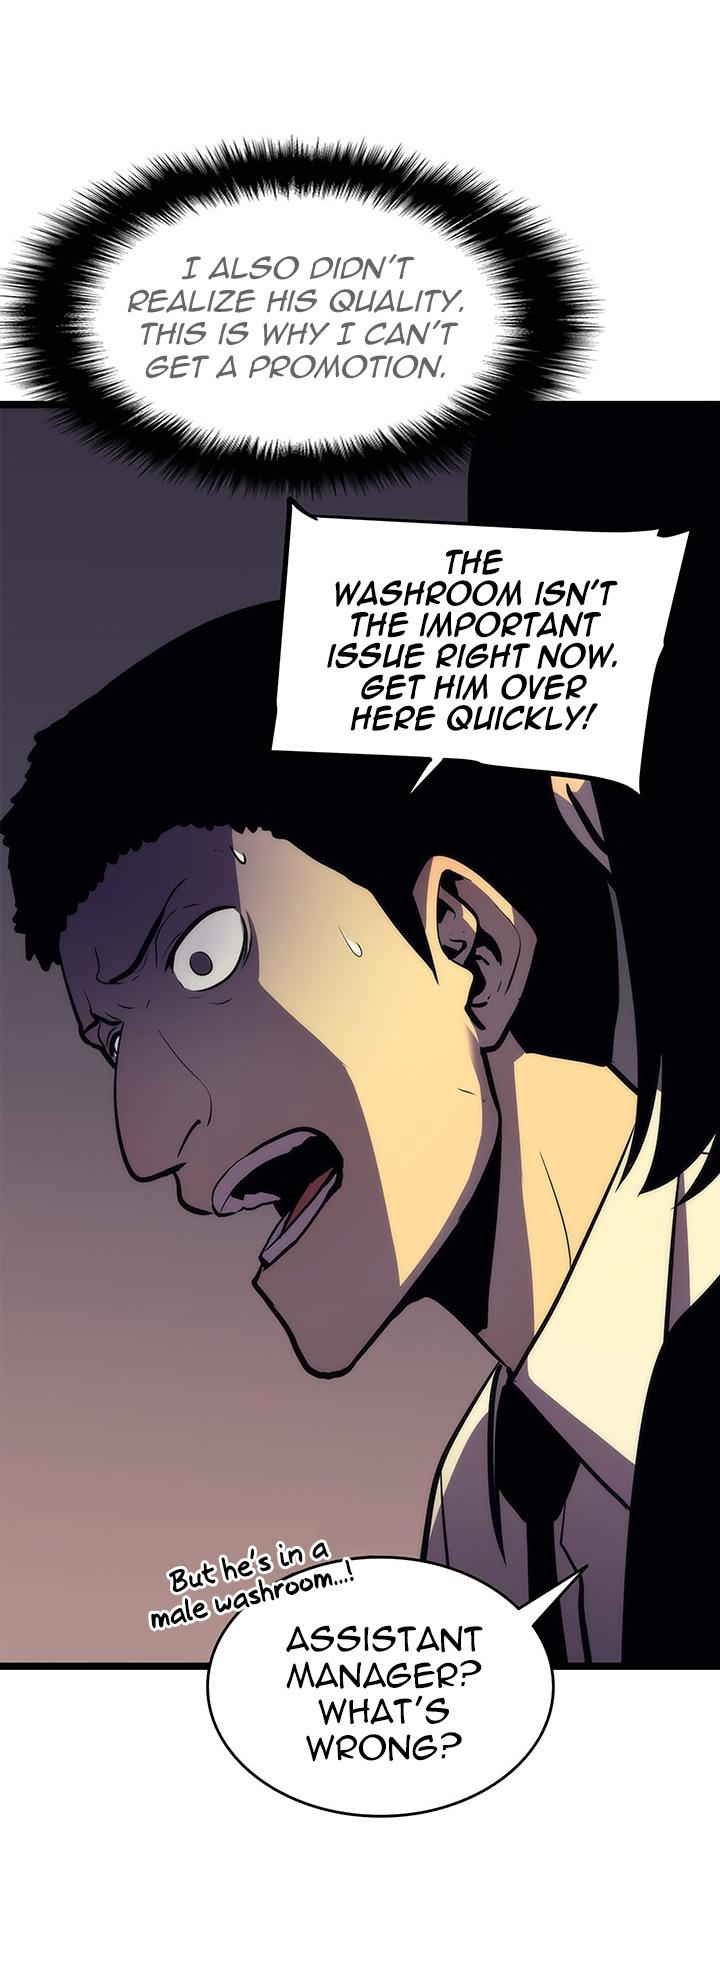 I ALSO DIDN'T
REALIZE HIS QUALITY.
THIS IS WHY I CAN'T
GET A PROMOTION.
THE
WASHROOM ISN'T
THE IMPORTANT
ISSUE RIGHT NOW.
GET HIM OVER
HERE QUICKLY!
But he's in a
male washroom...!
ASSISTANT
MANAGER?
WHAT'S
WRONG?